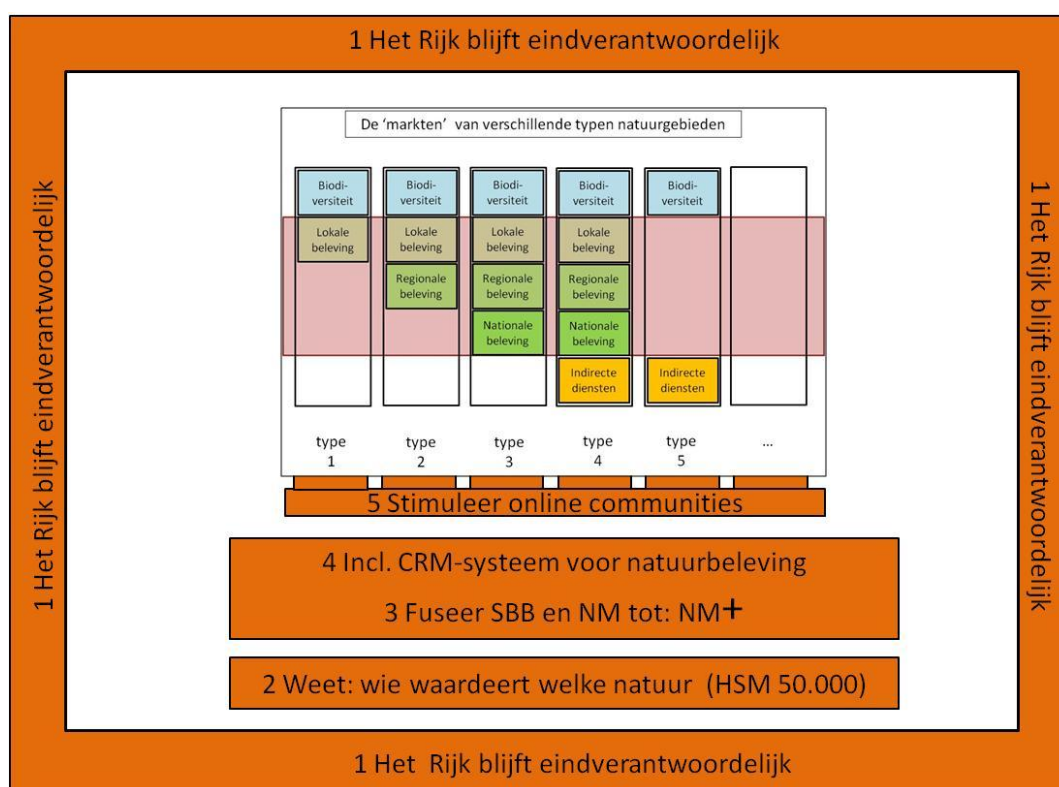 1 Het Rijk blijft eindverantwoordelijk
1 Het Rijk blijft eindverantwoordelijk
1 Het Rijk blijft eindverantwoordelijk
De ‘markten’ van verschillende typen natuurgebieden
Biodi-
versiteit
Lokale
beleving
type
1
Biodi-
versiteit
Lokale
beleving
Regionale
beleving
type
2
Biodi-
versiteit
Lokale
beleving
Regionale
beleving
Nationale
beleving
type
3
Biodi-
versiteit
Lokale
beleving
Regionale
beleving
Nationale
beleving
Indirecte
diensten
type
4
Biodi-
versiteit
Indirecte
diensten
type
5
...
5 Stimuleer online communities
4 Incl. CRM-systeem voor natuurbeleving
3 Fuseer SBB en NM tot: NM+
2 Weet: wie waardeert welke natuur (HSM 50.000)
1 Het Rijk blijft eindverantwoordelijk